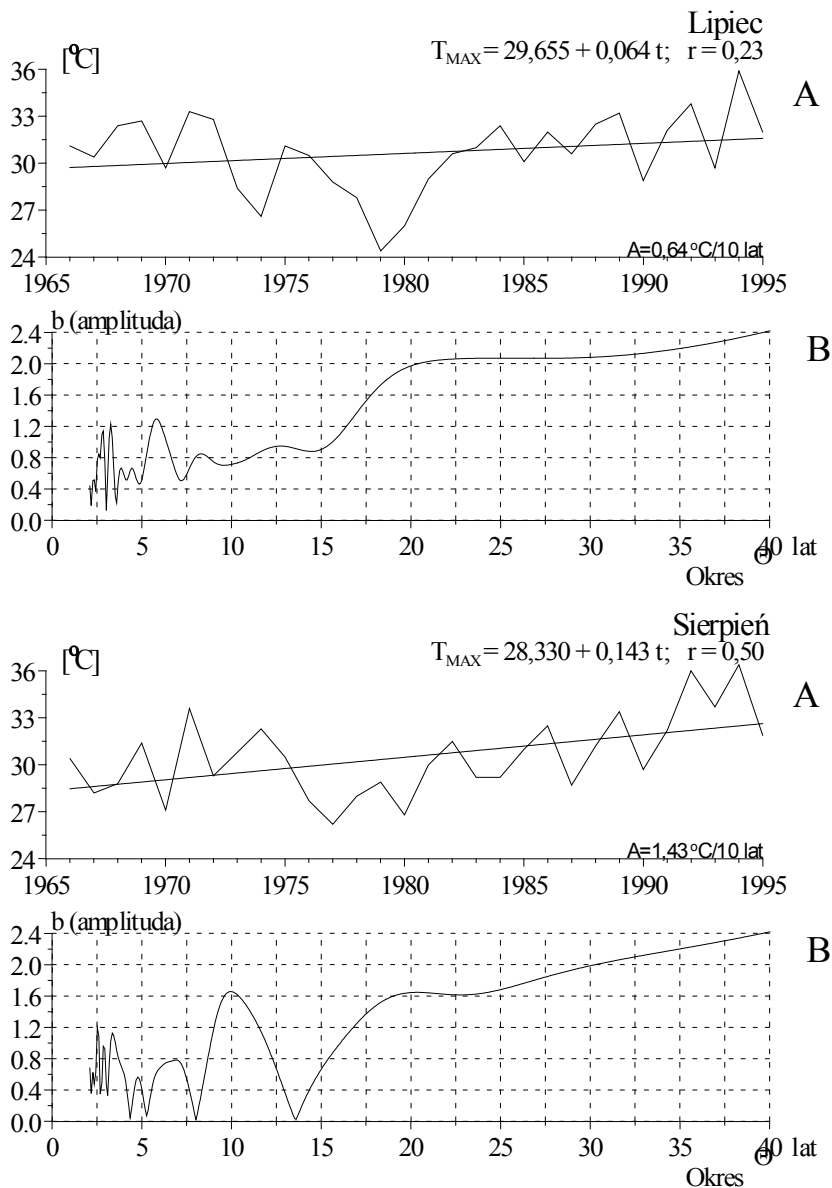 Lipiec
[°C]
T_MAX = 29,655 + 0,064 t; r = 0,23
A
36
33
30
27
24
A=0,64 °C/10 lat
1965 1970 1975 1980 1985 1990 1995
b (amplituda)
B
2.4
2.0
1.6
1.2
0.8
0.4
0.0
0 5 10 15 20 25 30 35 40 lat
Θ
Okres
Sierpień
[°C]
T_MAX = 28,330 + 0,143 t; r = 0,50
A
36
33
30
27
24
A=1,43 °C/10 lat
1965 1970 1975 1980 1985 1990 1995
b (amplituda)
B
2.4
2.0
1.6
1.2
0.8
0.4
0.0
0 5 10 15 20 25 30 35 40 lat
Θ
Okres